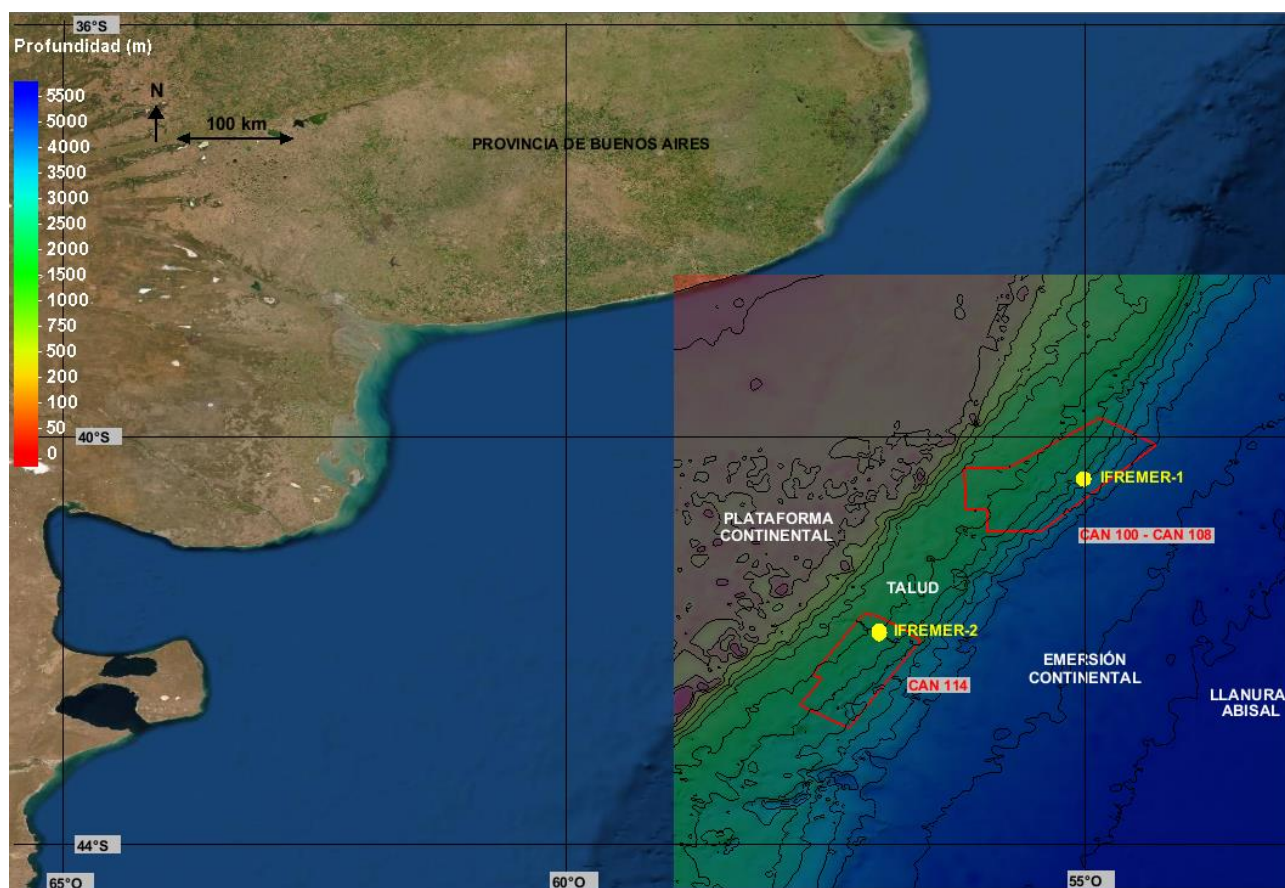 36°S
Profundidad (m)
5500
5000
4000
3500
3000
2500
2000
1500
1000
750
500
200
100
50
0
N
100 km
PROVINCIA DE BUENOS AIRES
40°S
IFREMER-1
PLATAFORMA
CONTINENTAL
CAN 100 - CAN 108
TALUD
IFREMER-2
EMERSIÓN
CONTINENTAL
CAN 114
LLANURA
ABISAL
44°S
65°O
60°O
55°O